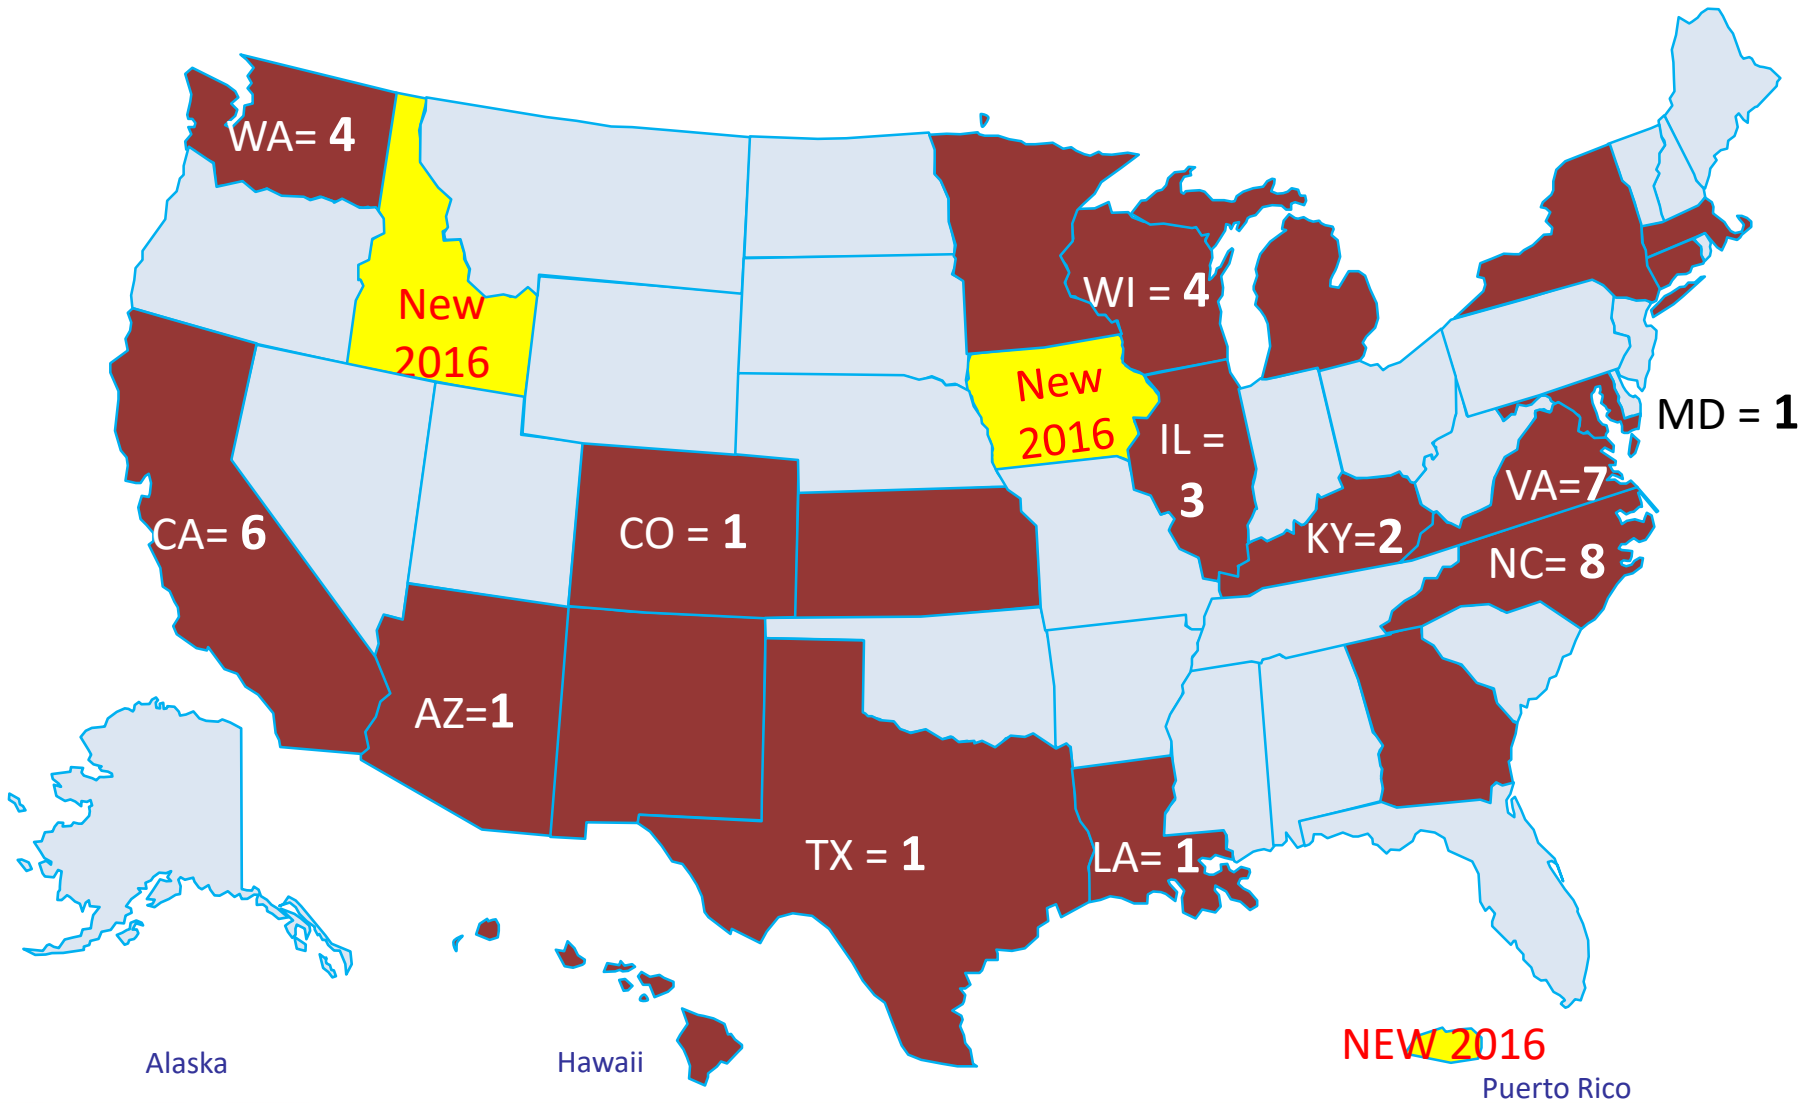 WA= 4
New
2016
WI = 4
New
2016
MD = 1
IL =
3
VA=7
CA= 6
CO = 1
KY=2
NC= 8
AZ=1
TX = 1
LA= 1
NEW 2016
Alaska
Hawaii
Puerto Rico